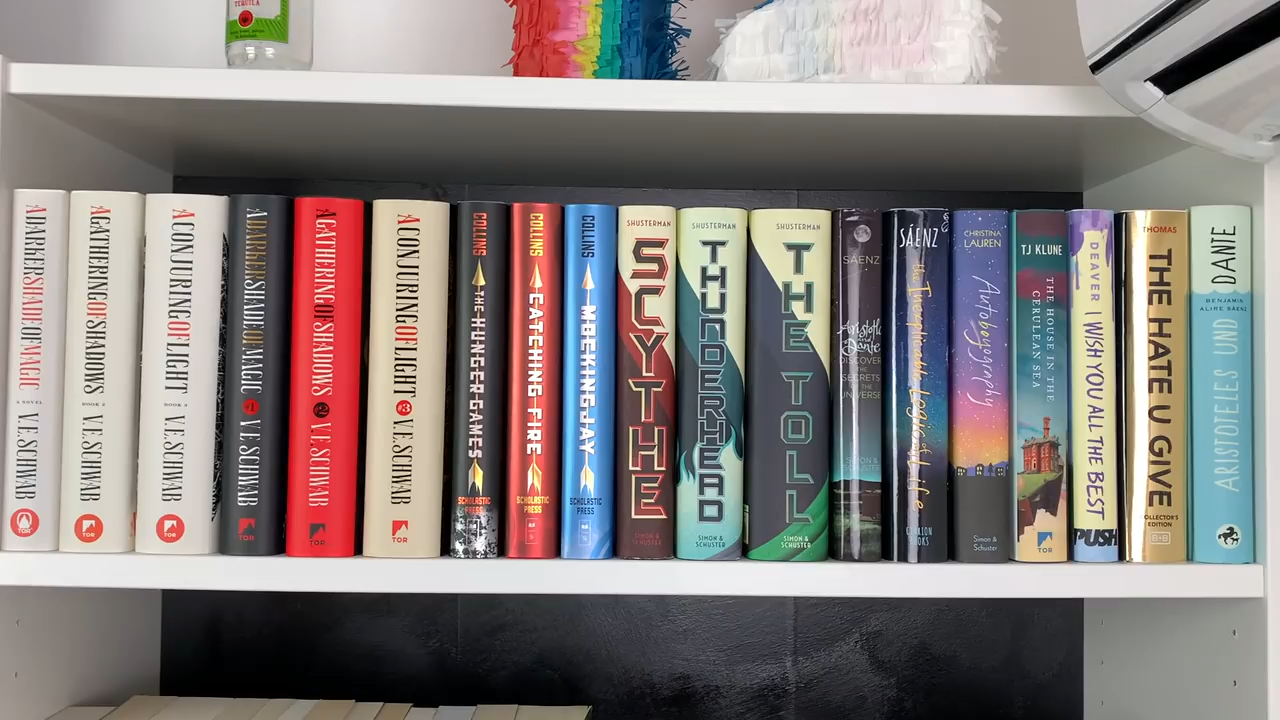 TEQUILA
A DARKER SHADE OF MAGIC
A NOVEL
V.E. SCHWAB
TOR
A GATHERING OF SHADOWS
BOOK 2
V.E. SCHWAB
TOR
A CONJURING OF LIGHT
V.E. SCHWAB
TOR
A DARKER SHADE OF MAGIC
#1
V.E. SCHWAB
A GATHERING OF SHADOWS
V.E. SCHWAB
TOR
A CONJURING OF LIGHT
#3
V.E. SCHWAB
TOR
COLLINS
THE HUNGER GAMES
SCHOLASTIC
PRESS
COLLINS
CATCHING FIRE
SCHOLASTIC
PRESS
COLLINS
MOCKINGJAY
SCHOLASTIC
PRESS
SHUSTERMAN
SCYTHE
SIMON &
SCHUSTER
SHUSTERMAN
THUNDERHEAD
SIMON &
SCHUSTER
SHUSTERMAN
THE TOLL
SIMON &
SCHUSTER
SÁENZ
Aristotle
and
Dante
DISCOVER
THE
SECRETS
OF THE
UNIVERSE
SIMON &
SCHUSTER
SÁENZ
the Inexplicable Logic of my Life
CLARION
BOOKS
CHRISTINA
LAUREN
Autoboyography
Simon &
Schuster
TJ KLUNE
THE HOUSE IN THE
CERULEAN SEA
TOR
DEAVER
I WISH YOU ALL THE BEST
PUSH
THOMAS
THE HATE U GIVE
COLLECTOR'S
EDITION
B+B
DANTE
BENJAMIN
ALIRE SÁENZ
ARISTOTELES UND